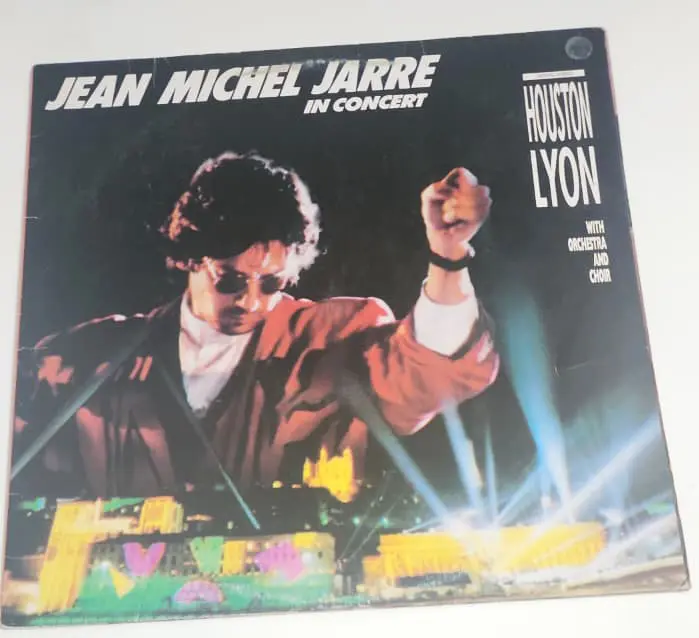 JEAN MICHEL JARRE
IN CONCERT
HOUSTON
LYON
WITH
ORCHESTRA
AND
CHOIR